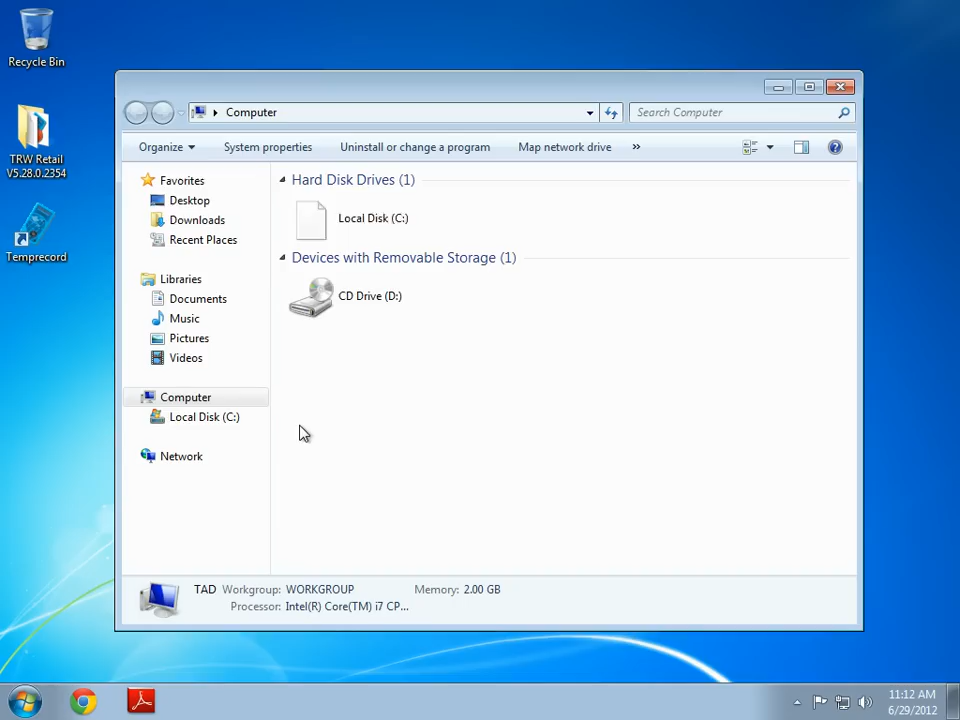 Recycle Bin
TRW Retail
V5.28.0.2354
Temprecord
Computer
Search Computer
Organize
System properties
Uninstall or change a program
Map network drive
»
Favorites
Desktop
Downloads
Recent Places
Libraries
Documents
Music
Pictures
Videos
Computer
Local Disk (C:)
Network
Hard Disk Drives (1)
Local Disk (C:)
Devices with Removable Storage (1)
CD Drive (D:)
TAD Workgroup: WORKGROUP Memory: 2.00 GB
Processor: Intel(R) Core(TM) i7 CP...
11:12 AM
6/29/2012